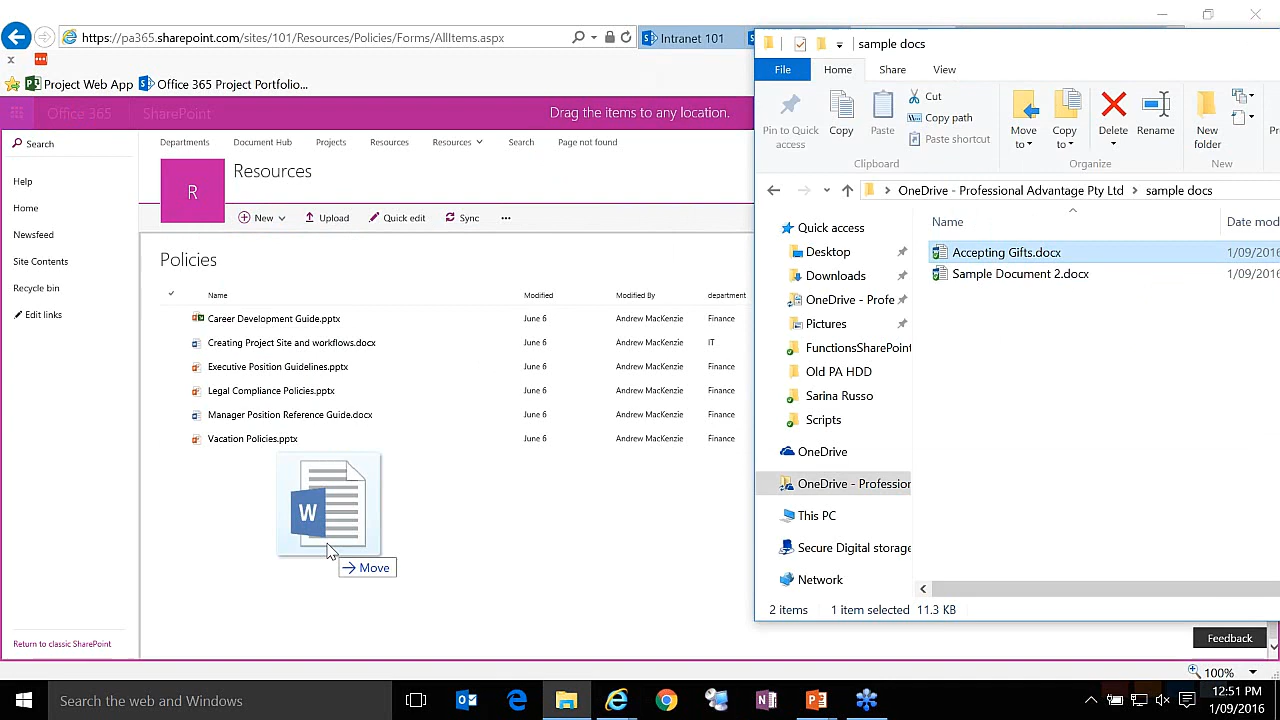 https://pa365.sharepoint.com/sites/101/Resources/Policies/Forms/AllItems.aspx
Intranet 101
x
Project Web App
Office 365 Project Portfolio...
Office 365
SharePoint
Drag the items to any location.
Search
Departments
Document Hub
Projects
Resources
Resources
Search
Page not found
R
Resources
Help
Home
Newsfeed
Site Contents
Recycle bin
Edit links
New
Upload
Quick edit
Sync
...
Policies
Name
Modified
Modified By
department
Career Development Guide.pptx
June 6
Andrew MacKenzie
Finance
Creating Project Site and workflows.docx
June 6
Andrew MacKenzie
IT
Executive Position Guidelines.pptx
June 6
Andrew MacKenzie
Finance
Legal Compliance Policies.pptx
June 6
Andrew MacKenzie
Finance
Manager Position Reference Guide.docx
June 6
Andrew MacKenzie
Finance
Vacation Policies.pptx
June 6
Andrew MacKenzie
Finance
W
Move
Return to classic SharePoint
sample docs
File
Home
Share
View
Pin to Quick access
Copy
Paste
Cut
Copy path
Paste shortcut
Clipboard
Move to
Copy to
Delete
Rename
Organize
New folder
New
OneDrive - Professional Advantage Pty Ltd
sample docs
Quick access
Desktop
Downloads
OneDrive - Profe
Pictures
FunctionsSharePoint
Old PA HDD
Sarina Russo
Scripts
OneDrive
OneDrive - Profession
This PC
Secure Digital storage
Network
Name
Date mod
Accepting Gifts.docx
1/09/2016
Sample Document 2.docx
1/09/2016
2 items
1 item selected
11.3 KB
Feedback
100%
Search the web and Windows
12:51 PM
1/09/2016